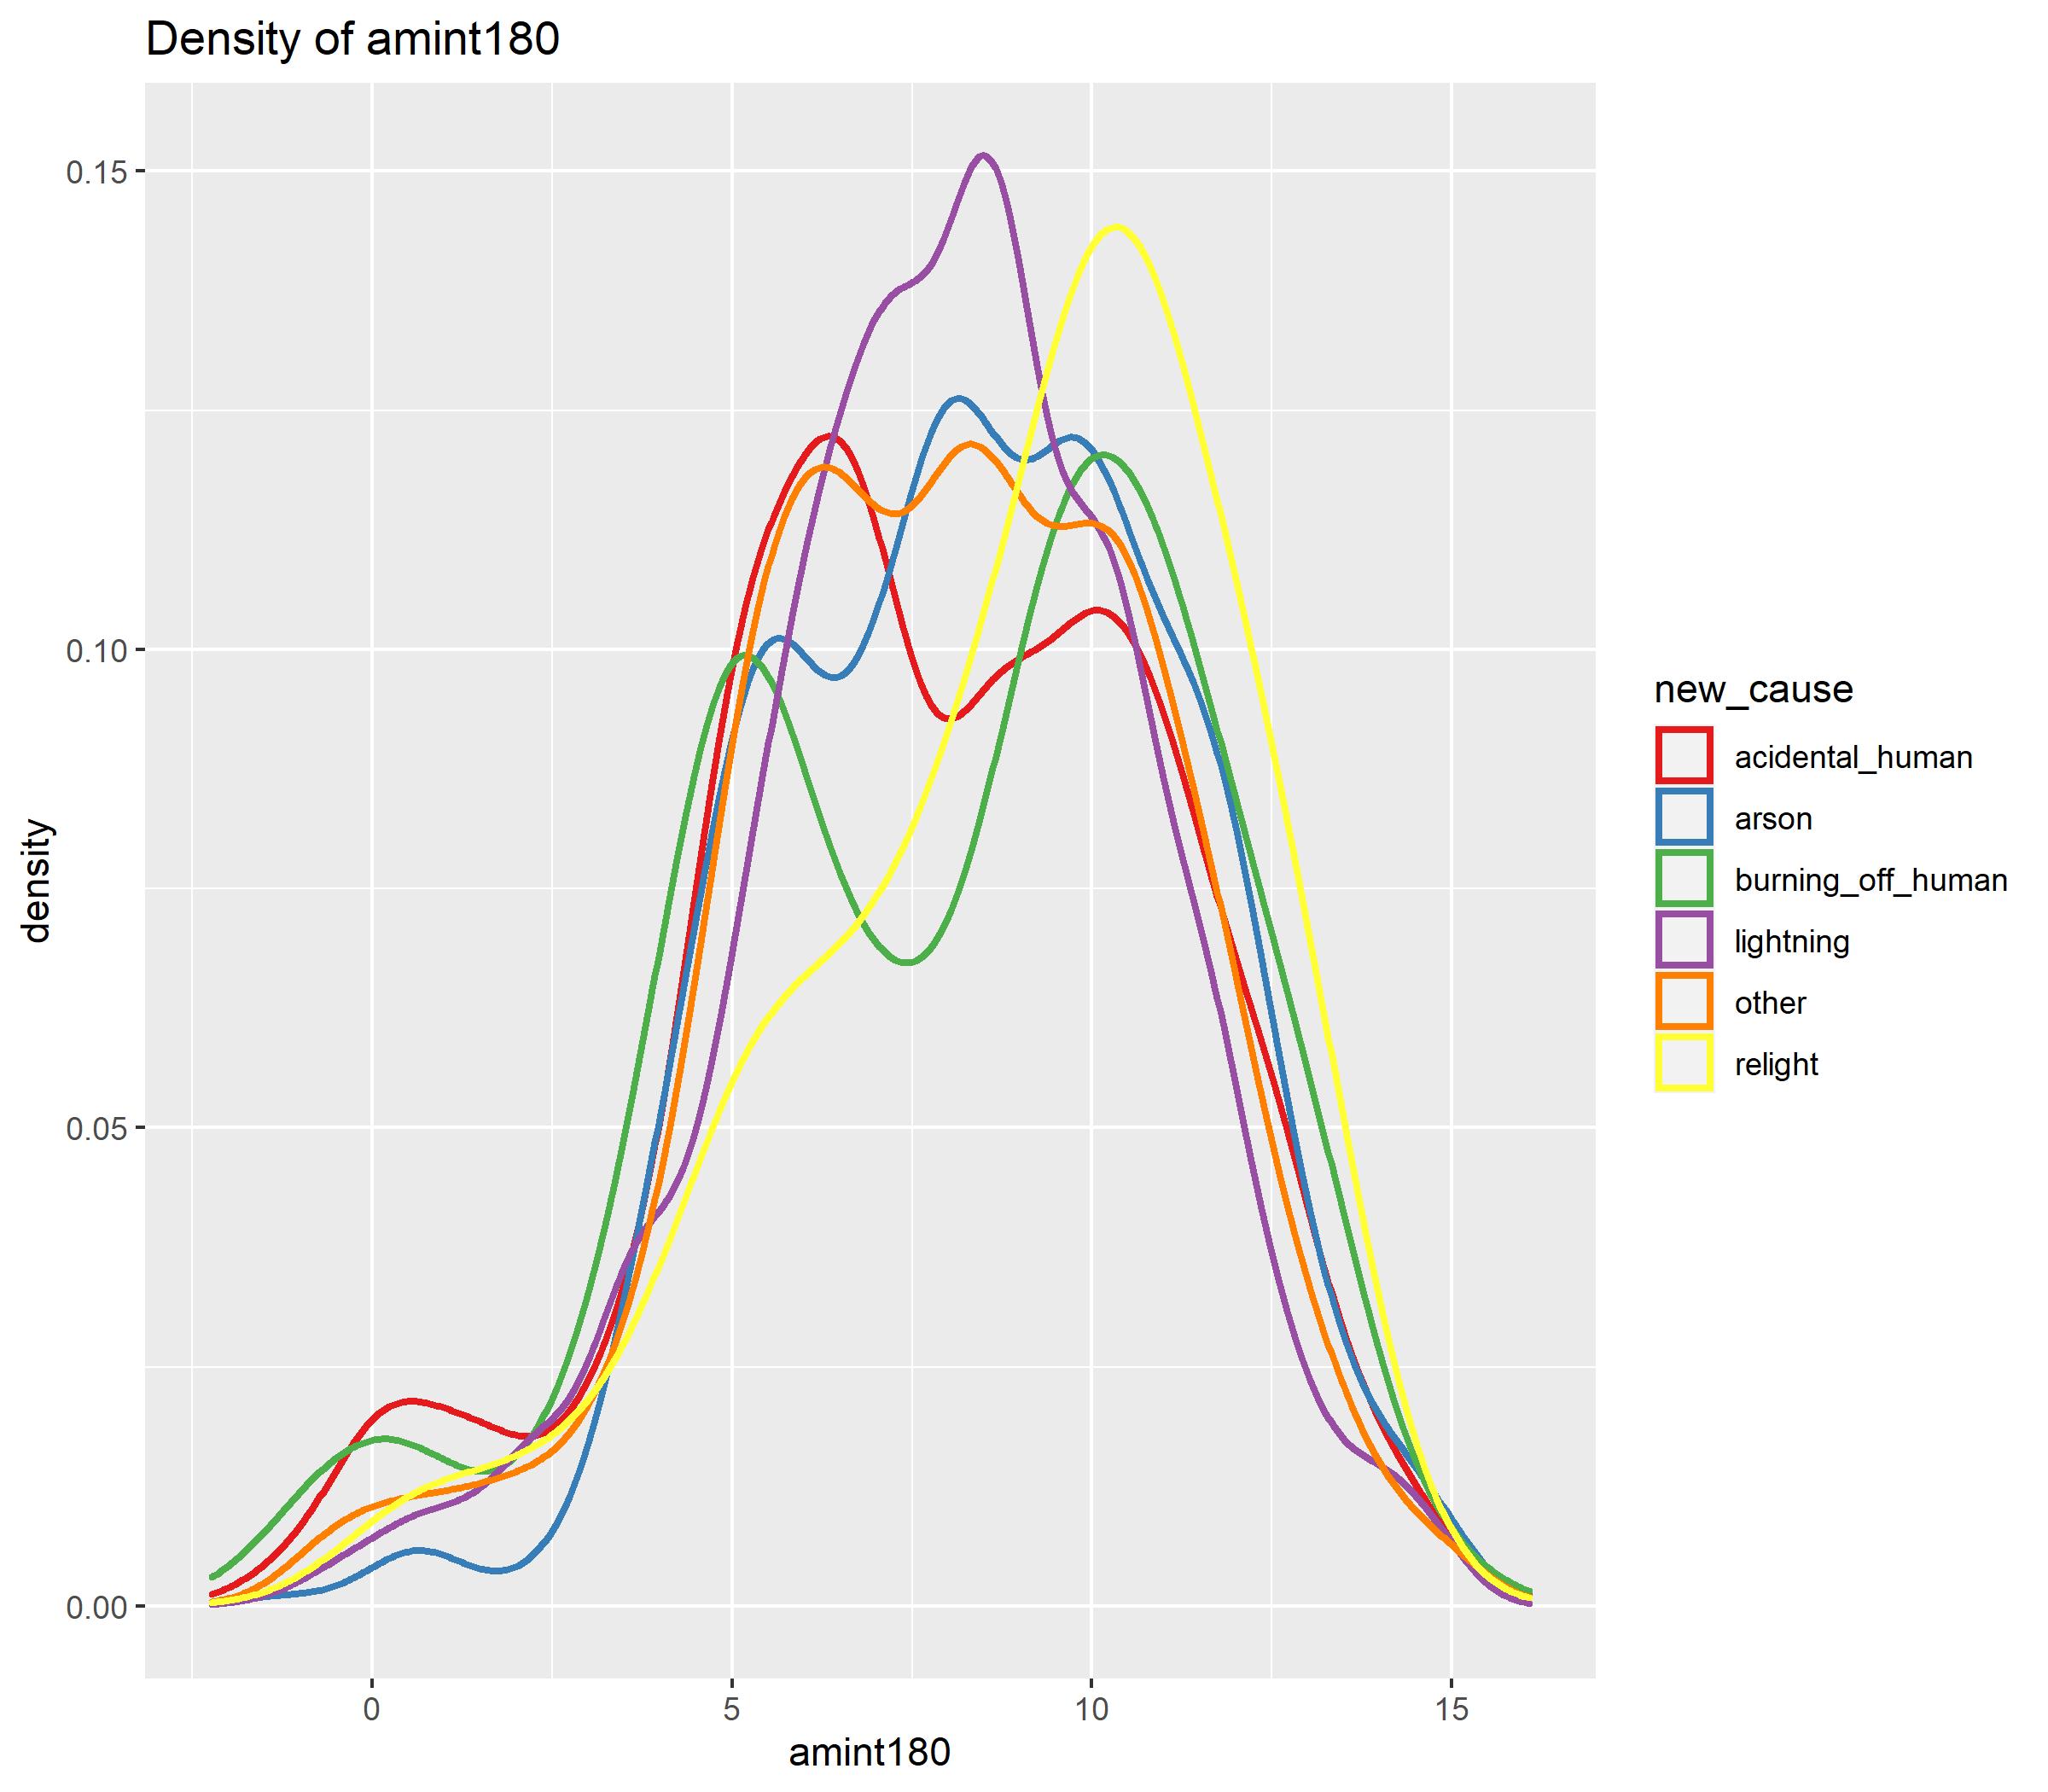 Density of amint180
0.15
0.10
0.05
0.00
density
0 5 10 15
amint180
new_cause
acidental_human
arson
burning_off_human
lightning
other
relight